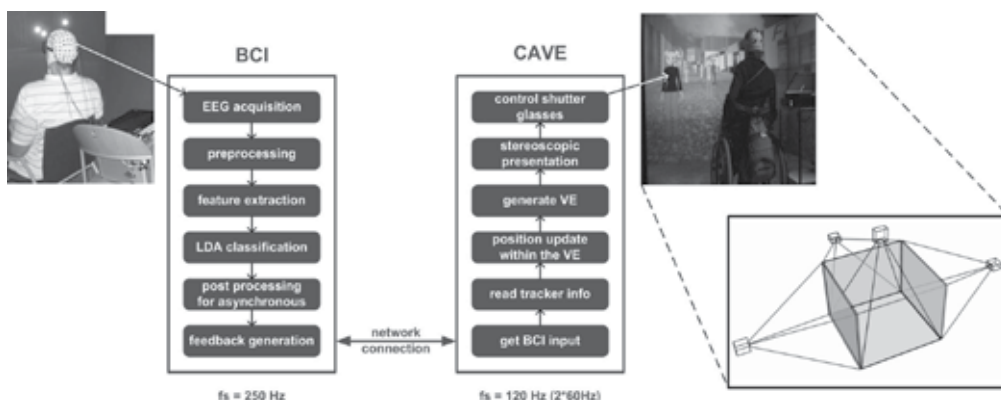 BCI
EEG acquisition
preprocessing
feature extraction
LDA classification
post processing
for asynchronous
feedback generation
fs = 250 Hz
network
connection
CAVE
control shutter
glasses
stereoscopic
presentation
generate VE
position update
within the VE
read tracker info
get BCI input
fs = 120 Hz (2*60Hz)